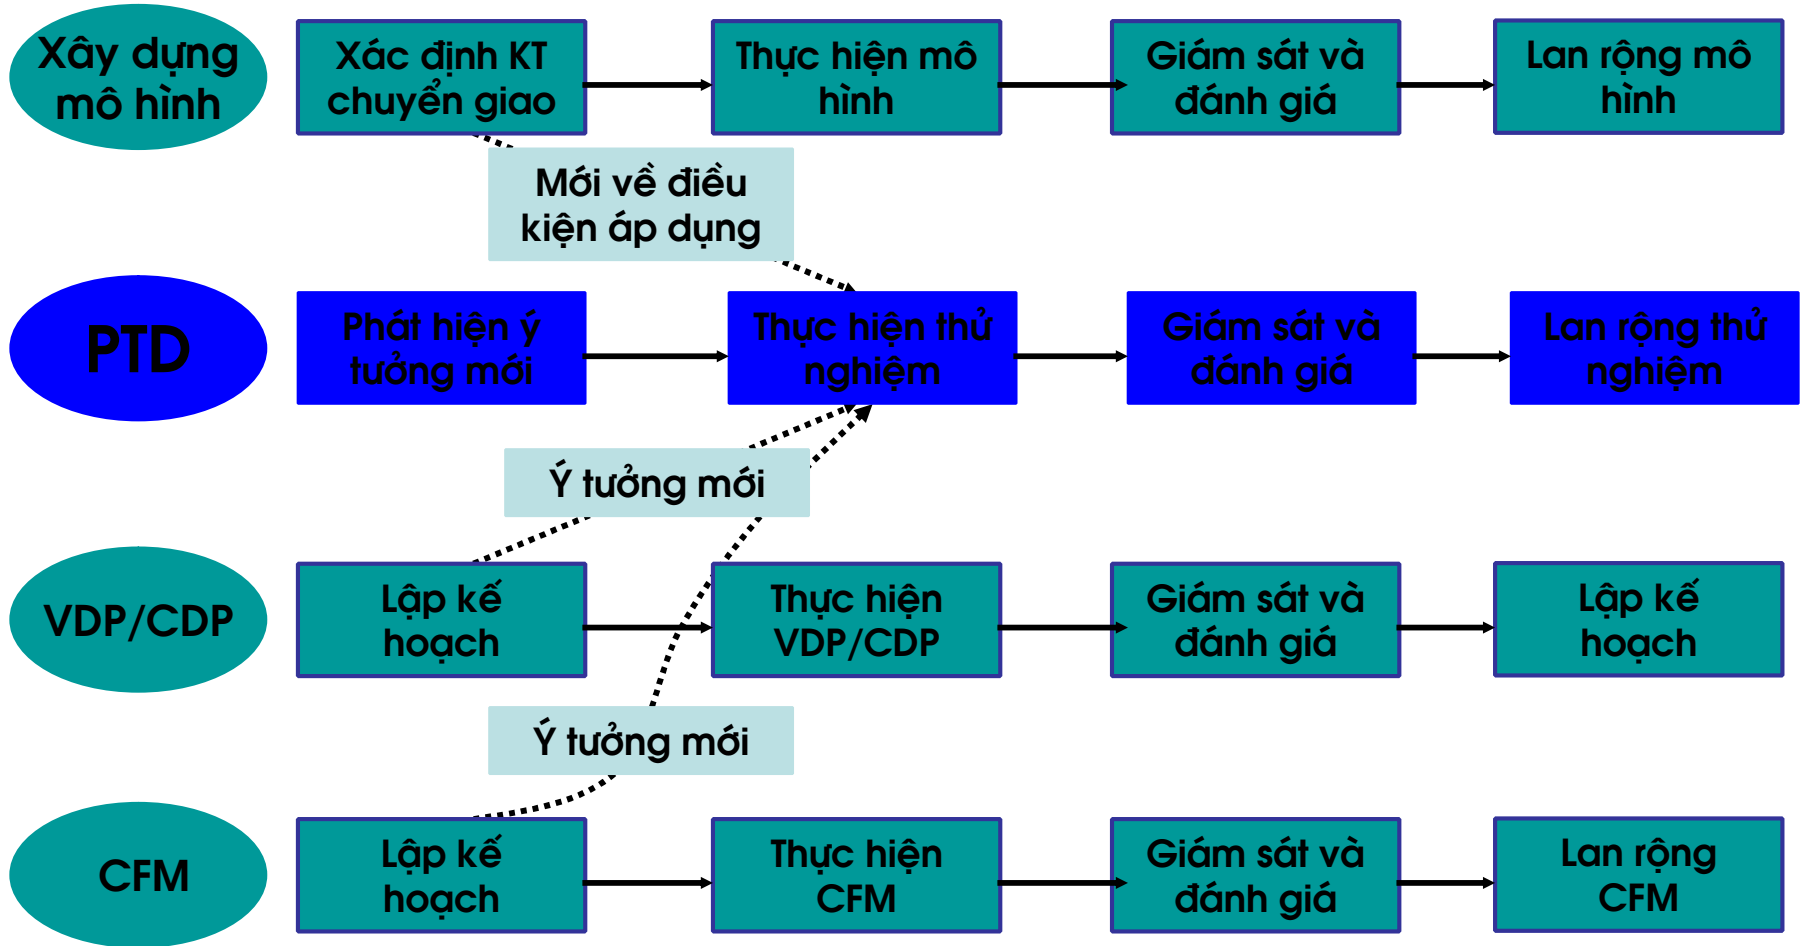 Xây dựng
mô hình
Xác định KT
chuyển giao
Thực hiện mô
hình
Giám sát và
đánh giá
Lan rộng mô
hình
Mới về điều
kiện áp dụng
PTD
Phát hiện ý
tưởng mới
Thực hiện thử
nghiệm
Giám sát và
đánh giá
Lan rộng thử
nghiệm
Ý tưởng mới
VDP/CDP
Lập kế
hoạch
Thực hiện
VDP/CDP
Giám sát và
đánh giá
Lập kế
hoạch
Ý tưởng mới
CFM
Lập kế
hoạch
Thực hiện
CFM
Giám sát và
đánh giá
Lan rộng
CFM